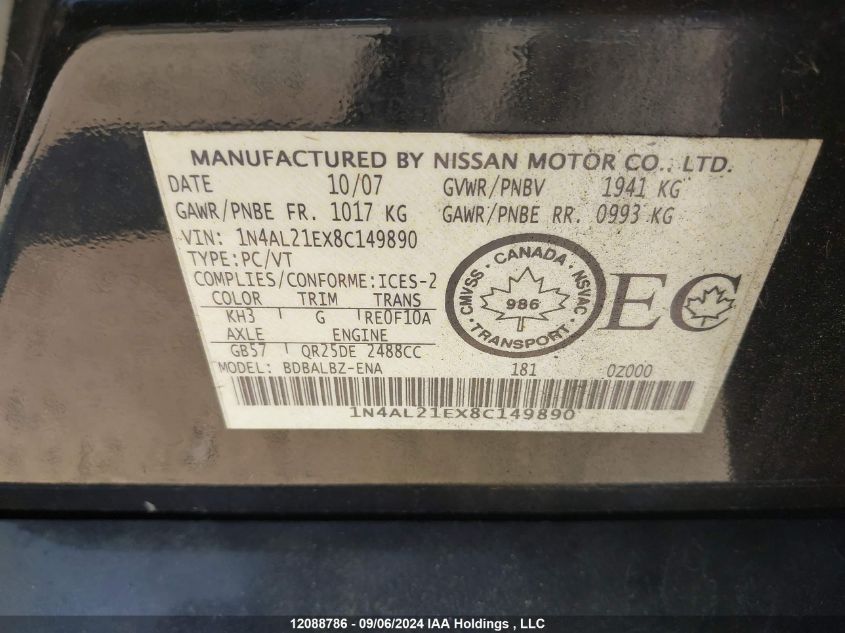 MANUFACTURED BY NISSAN MOTOR CO., LTD.
DATE 10/07 GVWR/PNBV 1941 KG
GAWR/PNBE FR. 1017 KG GAWR/PNBE RR. 0993 KG
VIN: 1N4AL21EX8C149890
TYPE:PC/VT
COMPLIES/CONFORME:ICES-2
COLOR TRIM TRANS
KH3 G RE0F10A
AXLE ENGINE
GB57 QR25DE 2488CC
MODEL: BDBALBZ-ENA 181 0Z000
1N4AL21EX8C149890
CANADA
CMVSS NSVAC
986
TRANSPORT
EC
12088786 - 09/06/2024 IAA Holdings , LLC